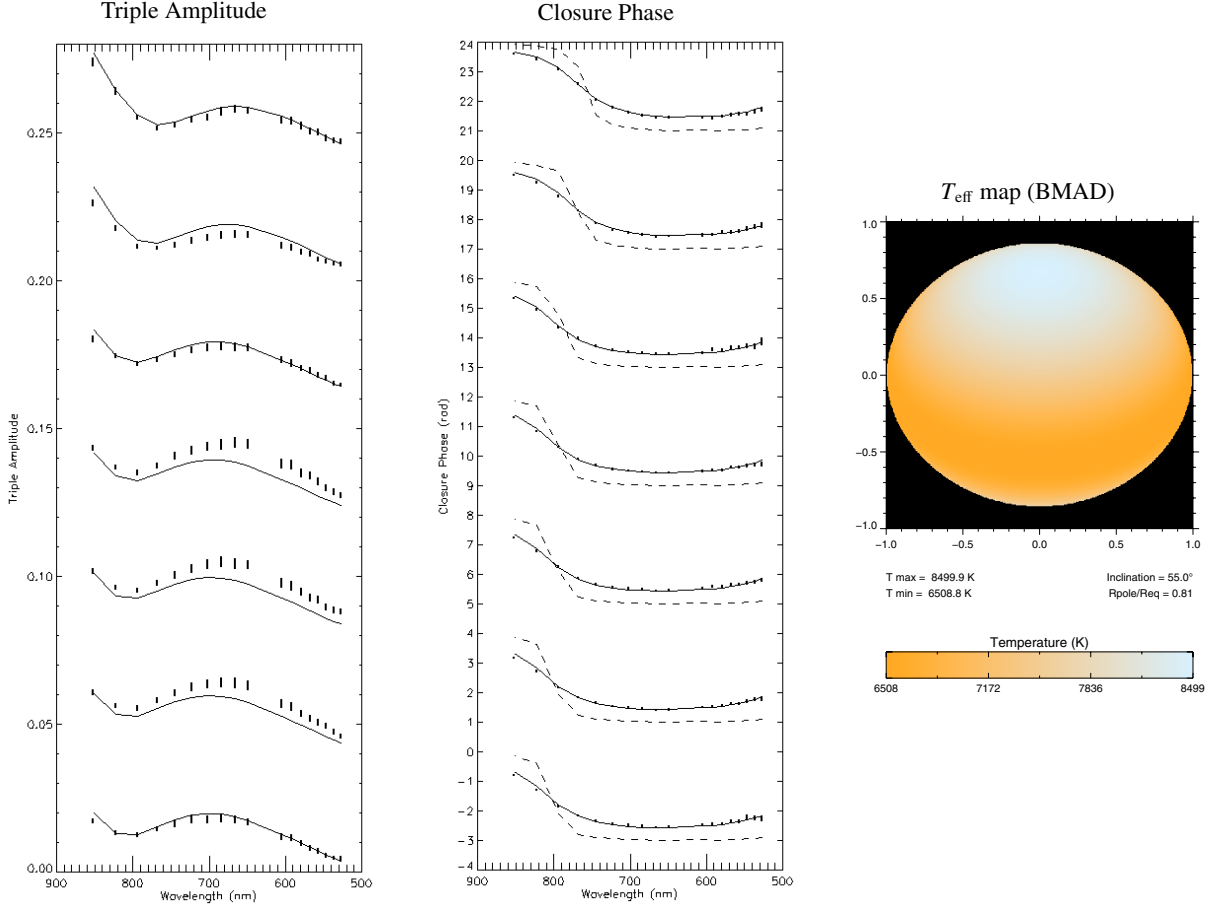 Triple Amplitude
Closure Phase
0.25
0.20
0.15
0.10
0.05
0.00
Triple Amplitude
900 800 700 600 500
Wavelength (nm)
24
23
22
21
20
19
18
17
16
15
14
13
12
11
10
9
8
7
6
5
4
3
2
1
0
−1
−2
−3
−4
Closure Phase (rad)
900 800 700 600 500
Wavelength (nm)
Teff map (BMAD)
1.0
0.5
0.0
−0.5
−1.0
−1.0 −0.5 0.0 0.5 1.0
T max = 8499.9 K Inclination = 55.0°
T min = 6508.8 K Rpole/Req = 0.81
Temperature (K)
6508 7172 7836 8499